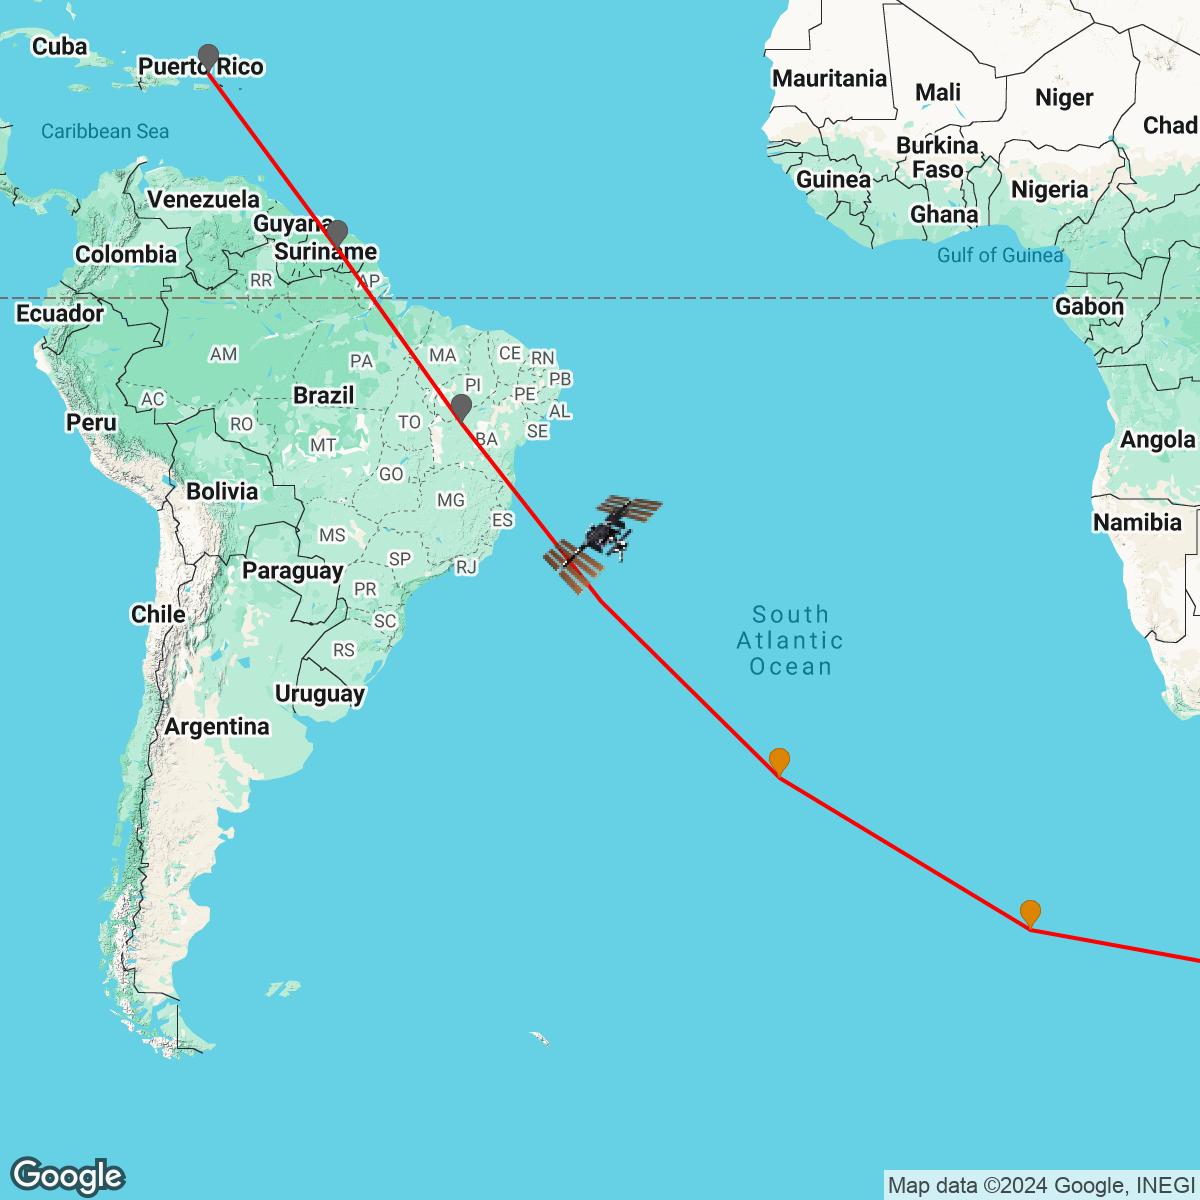 Cuba
Puerto Rico
Caribbean Sea
Venezuela
Guyana
Suriname
Colombia
RR
AP
Ecuador
AM
PA
MA
CE
RN
PI
PB
PE
AL
Brazil
AC
TO
SE
Peru
RO
MT
BA
GO
Bolivia
MG
ES
MS
SP
Paraguay
RJ
PR
Chile
SC
RS
Uruguay
Argentina
South
Atlantic
Ocean
Mauritania
Mali
Niger
Chad
Burkina
Faso
Guinea
Nigeria
Ghana
Gulf of Guinea
Gabon
Angola
Namibia
Google
Map data ©2024 Google, INEGI